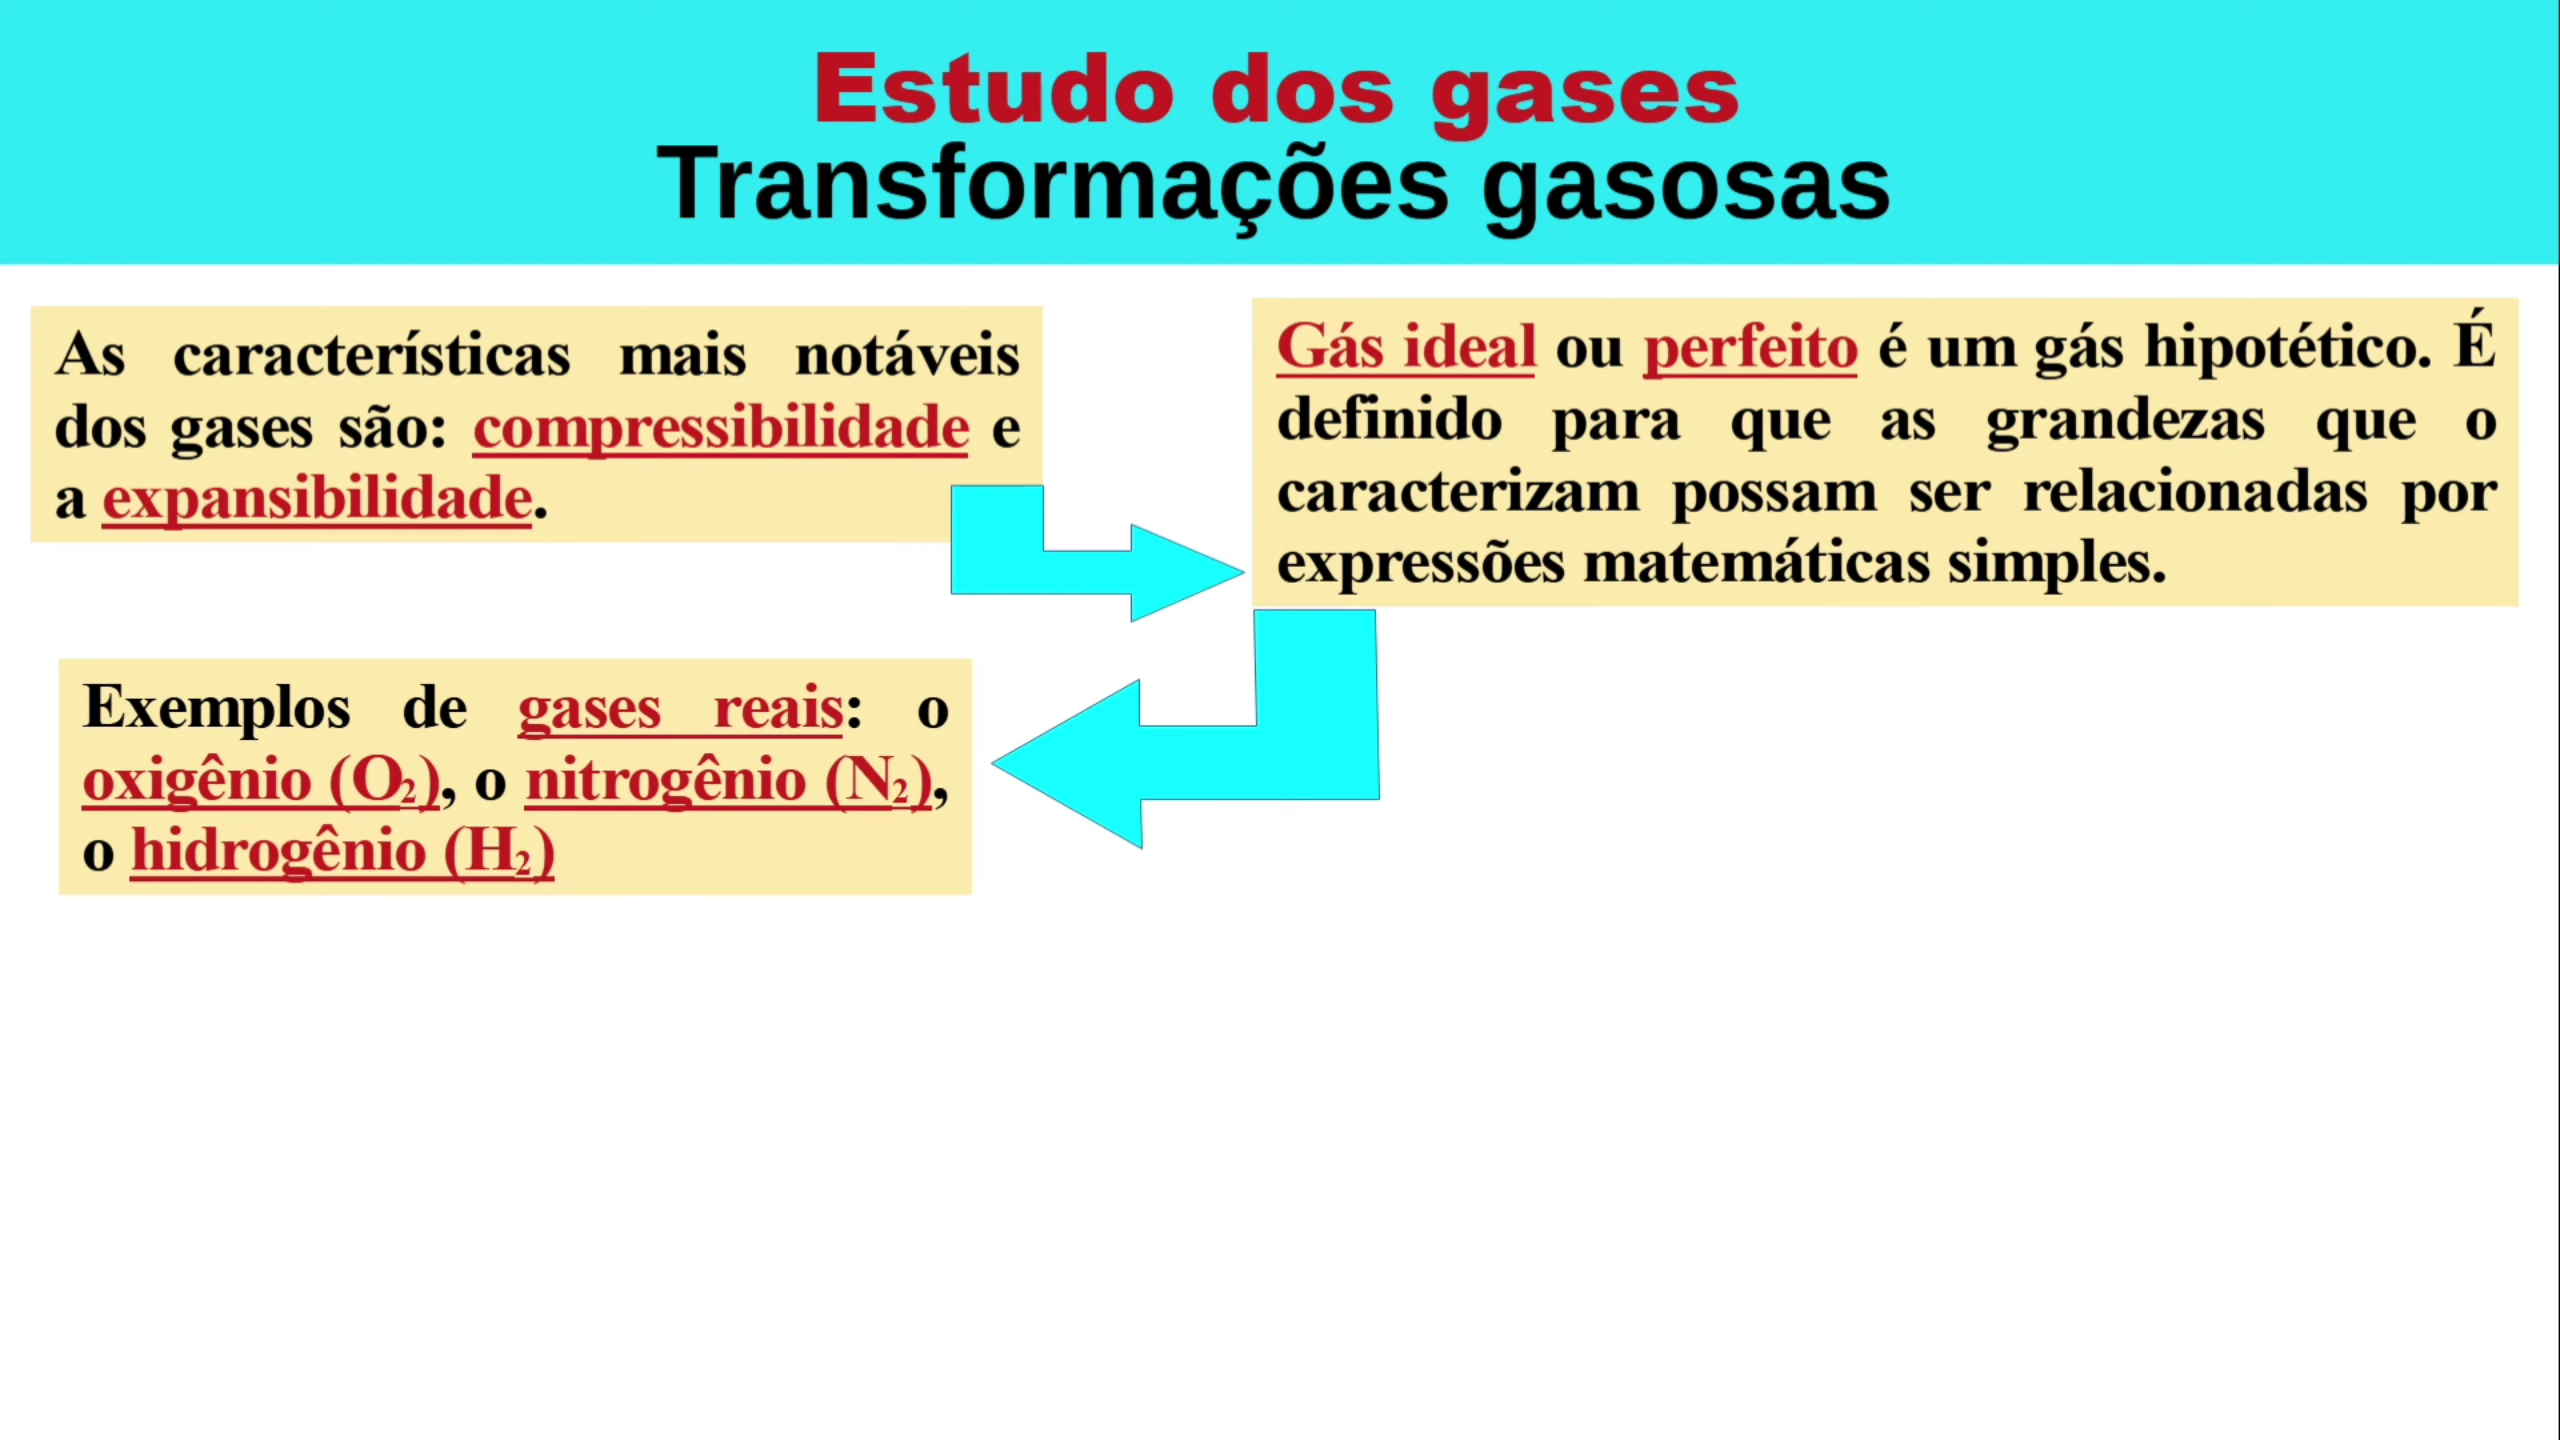 Estudo dos gases
Transformações gasosas
As características mais notáveis
dos gases são: compressibilidade e
a expansibilidade.
Gás ideal ou perfeito é um gás hipotético. É
definido para que as grandezas que o
caracterizam possam ser relacionadas por
expressões matemáticas simples.
Exemplos de gases reais: o
oxigênio (O₂), o nitrogênio (N₂),
o hidrogênio (H₂)